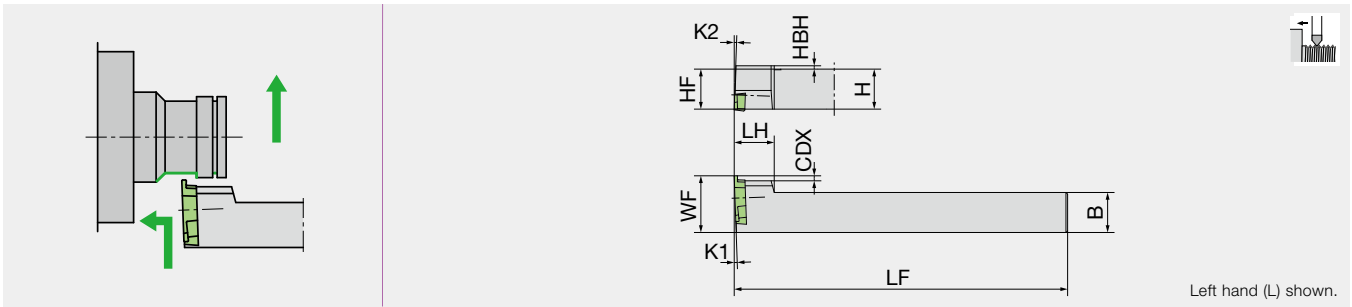 K2
HBH
HF
H
LH
CDX
WF
B
K1
LF
Left hand (L) shown.